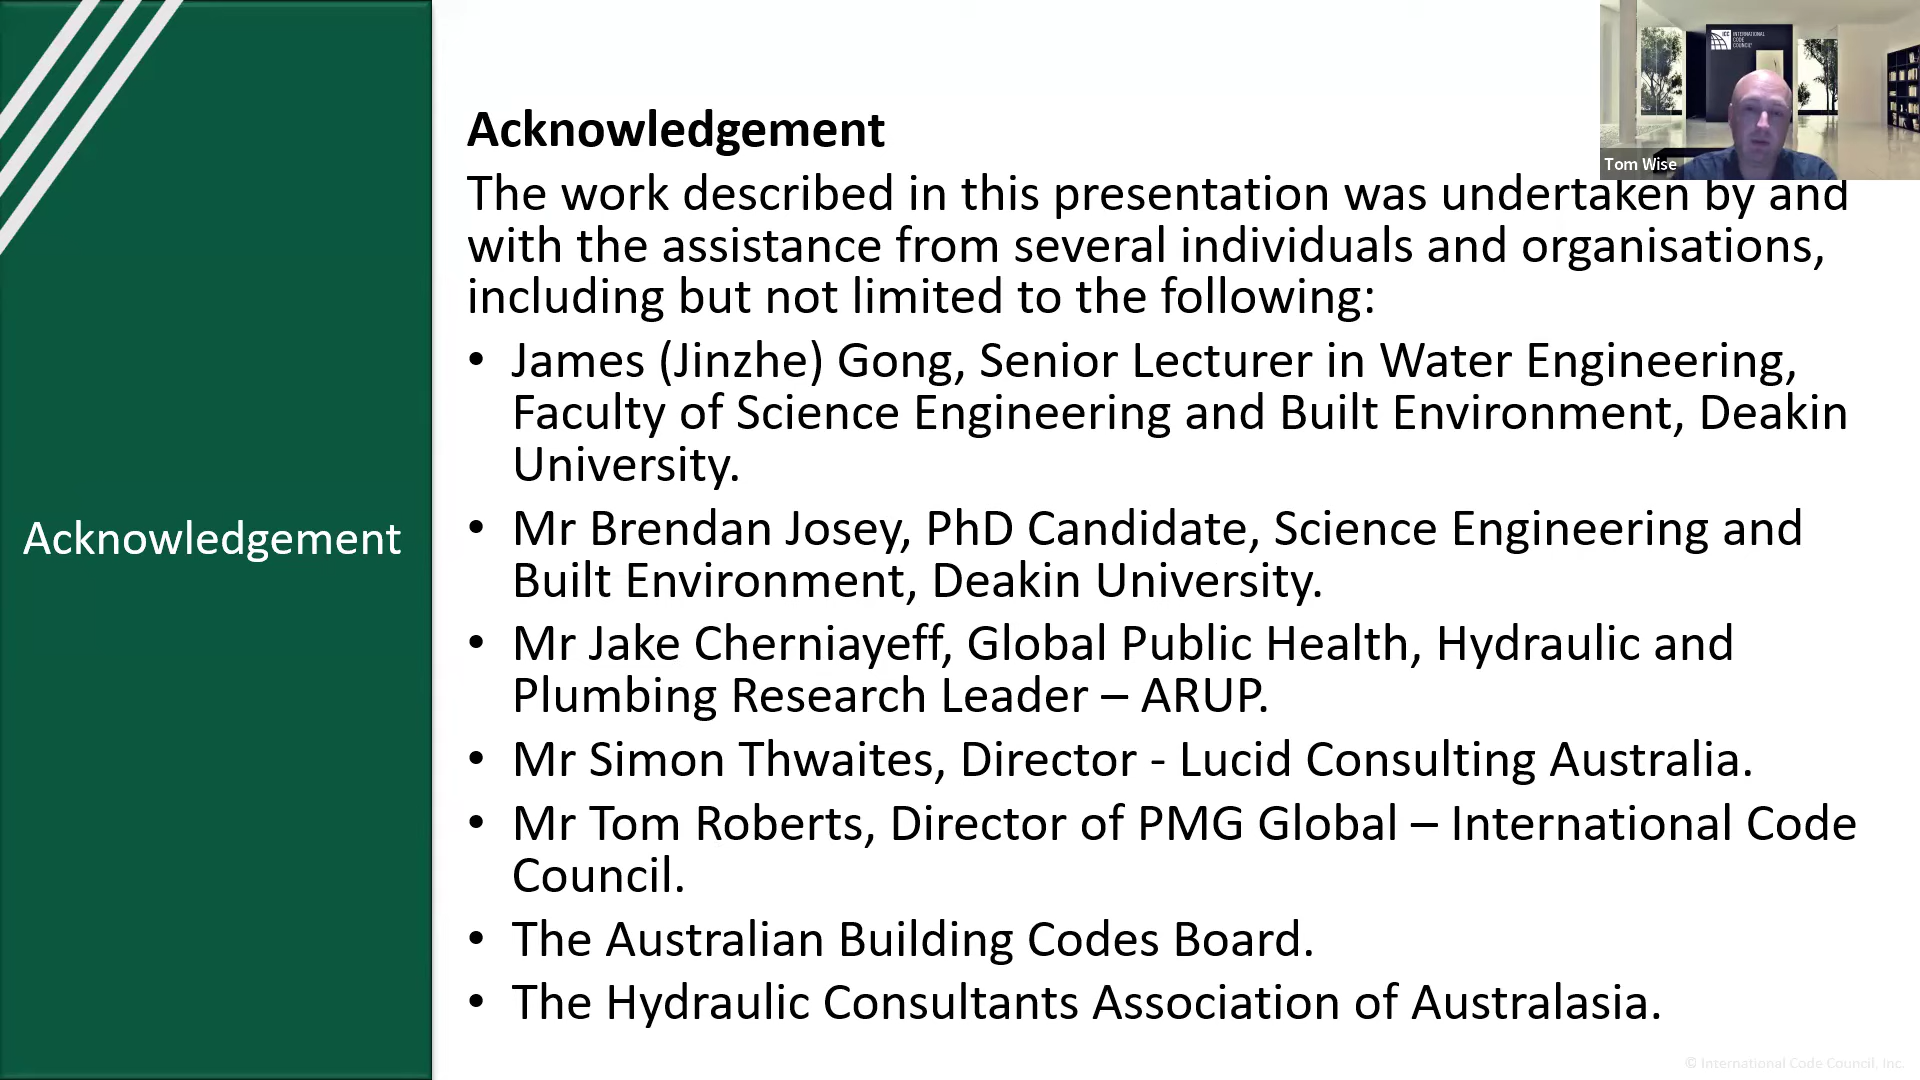 ICC INTERNATIONAL
CODE
COUNCIL
Tom Wise
Acknowledgement
Acknowledgement
The work described in this presentation was undertaken by and
with the assistance from several individuals and organisations,
including but not limited to the following:
• James (Jinzhe) Gong, Senior Lecturer in Water Engineering,
Faculty of Science Engineering and Built Environment, Deakin
University.
• Mr Brendan Josey, PhD Candidate, Science Engineering and
Built Environment, Deakin University.
• Mr Jake Cherniayeff, Global Public Health, Hydraulic and
Plumbing Research Leader – ARUP.
• Mr Simon Thwaites, Director - Lucid Consulting Australia.
• Mr Tom Roberts, Director of PMG Global – International Code
Council.
• The Australian Building Codes Board.
• The Hydraulic Consultants Association of Australasia.
© International Code Council, Inc.